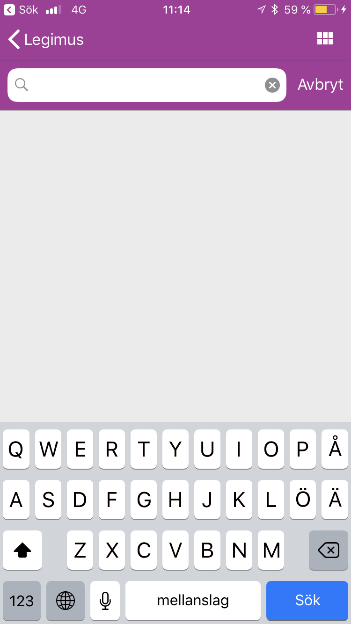 Sök 4G 11:14 59 %
Legimus
Avbryt
Q W E R T Y U I O P Å
A S D F G H J K L Ö Ä
Z X C V B N M
123 mellanslag Sök